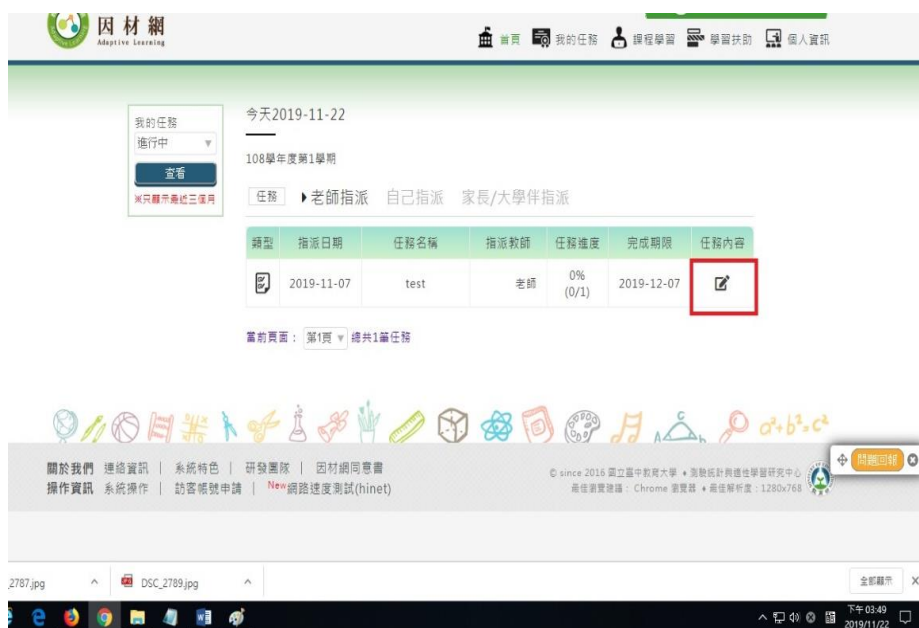 因材網
Adaptive Learning
首頁 我的任務 課程學習 學習扶助 個人資訊
我的任務
進行中
查看
※只顯示最近三個月
今天2019-11-22
108學年度第1學期
任務 老師指派 自己指派 家長/大學伴指派
類型 指派日期 任務名稱 指派教師 任務進度 完成期限 任務內容
2019-11-07 test 老師 0% (0/1) 2019-12-07
當前頁面： 第1頁 總共1筆任務
a²+b²=c²
關於我們 連絡資訊 | 系統特色 | 研發團隊 | 因材網同意書
操作資訊 系統操作 | 訪客帳號申請 | New網路速度測試(hinet)
© since 2016 國立臺中教育大學 ● 測驗統計與適性學習研究中心
最佳瀏覽建議： Chrome 瀏覽器 ● 最佳解析度：1280x768
問題回報
_2787.jpg DSC_2789.jpg 全部顯示
下午 03:49
2019/11/22